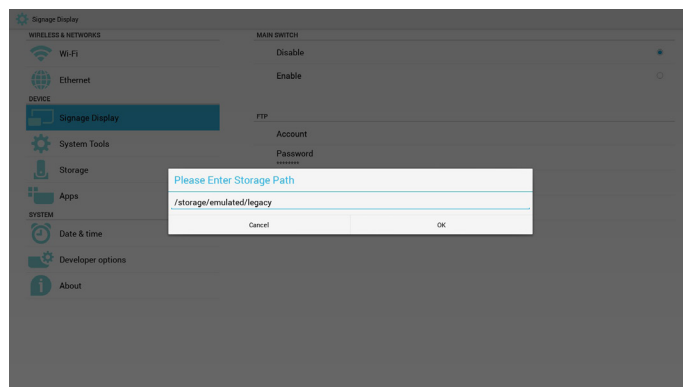 Signage Display
WIRELESS & NETWORKS
Wi-Fi
Ethernet
DEVICE
Signage Display
System Tools
Storage
Apps
SYSTEM
Date & time
Developer options
About
MAIN SWITCH
Disable
Enable
FTP
Account
Password
********
Please Enter Storage Path
/storage/emulated/legacy
Cancel
OK